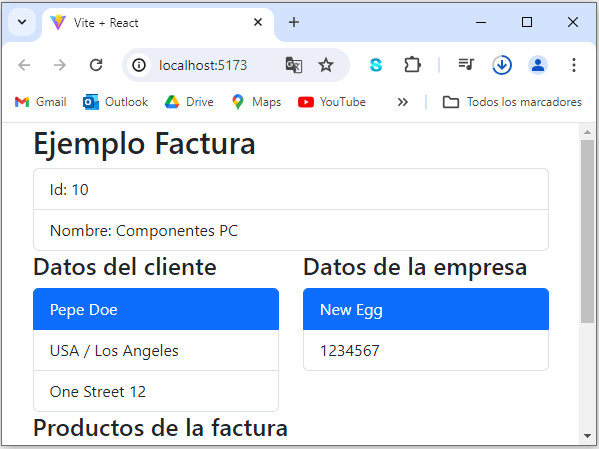 Vite + React
localhost:5173
Gmail Outlook Drive Maps YouTube Todos los marcadores
Ejemplo Factura
Id: 10
Nombre: Componentes PC
Datos del cliente
Pepe Doe
USA / Los Angeles
One Street 12
Datos de la empresa
New Egg
1234567
Productos de la factura